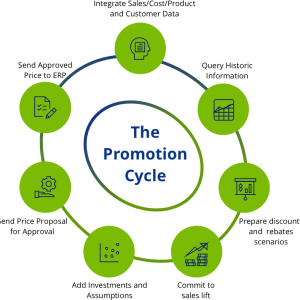 Integrate Sales/Cost/Product
and Customer Data
Query Historic
Information
Prepare discount
and rebates
scenarios
Commit to
sales lift
Add Investments and
Assumptions
Send Price Proposal
for Approval
Send Approved
Price to ERP
The
Promotion
Cycle